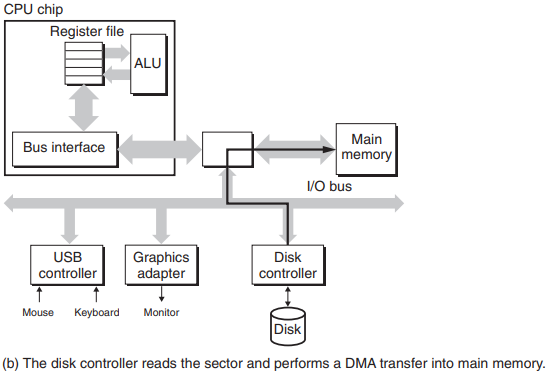 CPU chip
Register file
ALU
Bus interface
Main
memory
I/O bus
USB
controller
Graphics
adapter
Disk
controller
Mouse
Keyboard
Monitor
Disk
(b) The disk controller reads the sector and performs a DMA transfer into main memory.